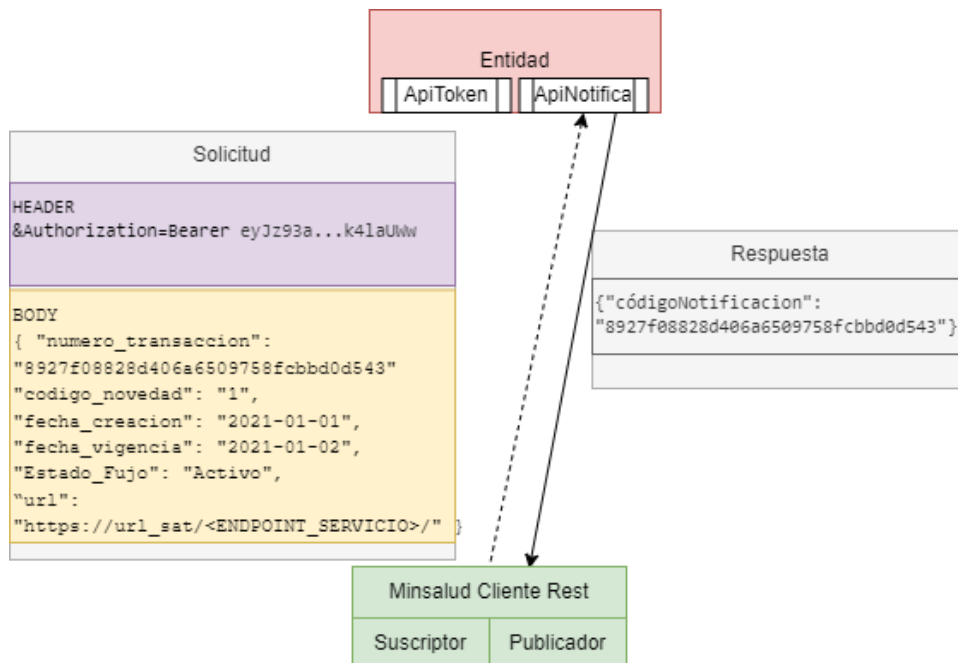 Entidad
ApiToken
ApiNotifica
Solicitud
HEADER
&Authorization=Bearer eyJz93a...k4laUWw
BODY
{ "numero_transaccion":
"8927f08828d406a6509758fcbbd0d543"
"codigo_novedad": "1",
"fecha_creacion": "2021-01-01",
"fecha_vigencia": "2021-01-02",
"Estado_Fujo": "Activo",
“url":
"https://url_sat/<ENDPOINT_SERVICIO>/" }
Respuesta
{"códigoNotificacion":
"8927f08828d406a6509758fcbbd0d543"}
Minsalud Cliente Rest
Suscriptor
Publicador